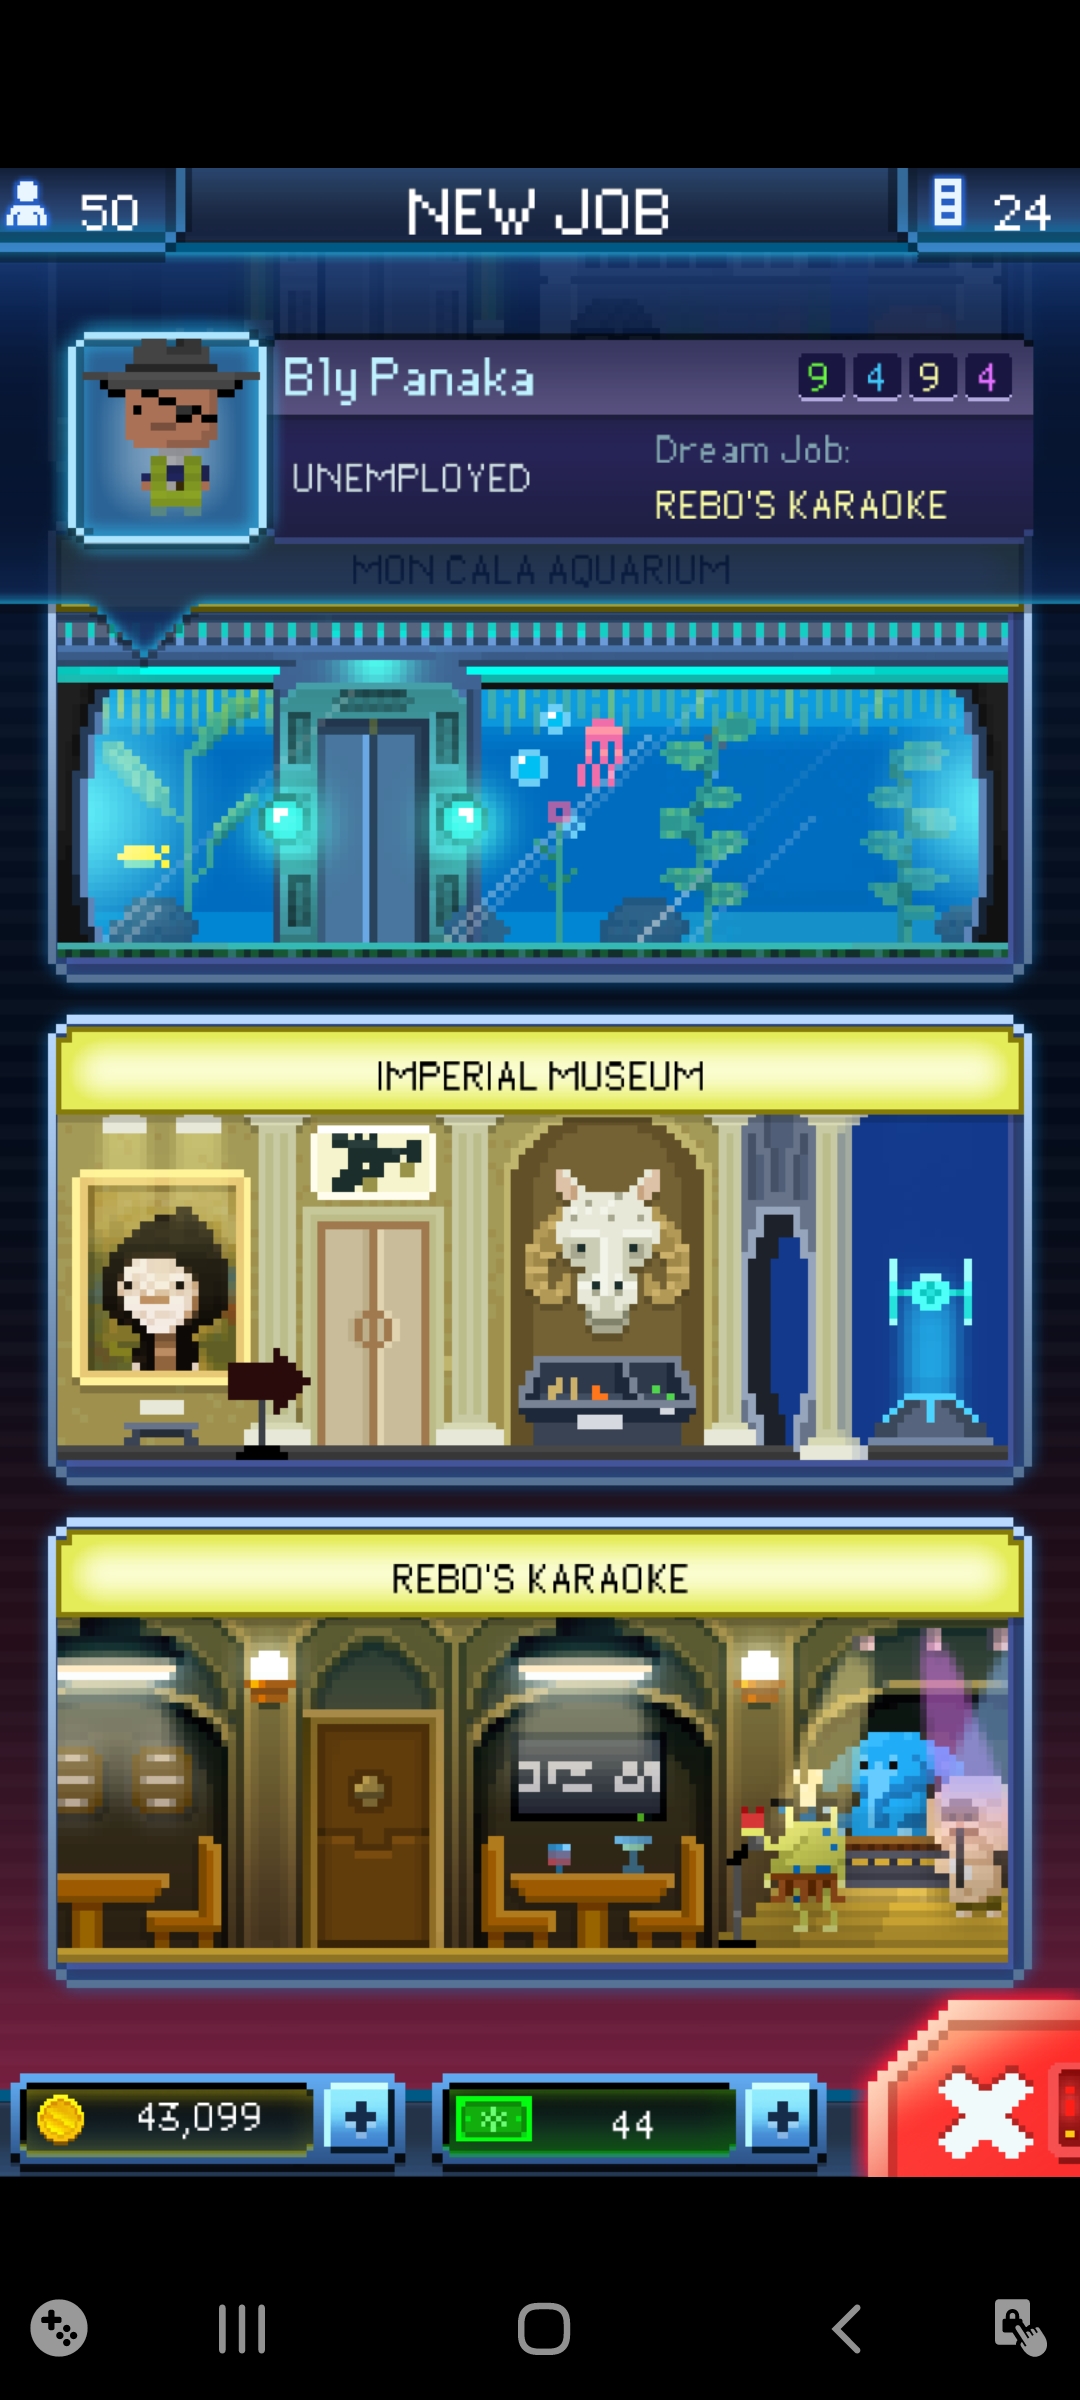 50
NEW JOB
24
Bly Panaka
9 4 9 4
UNEMPLOYED
Dream Job:
REBO'S KARAOKE
MON CALA AQUARIUM
IMPERIAL MUSEUM
REBO'S KARAOKE
43,099
44